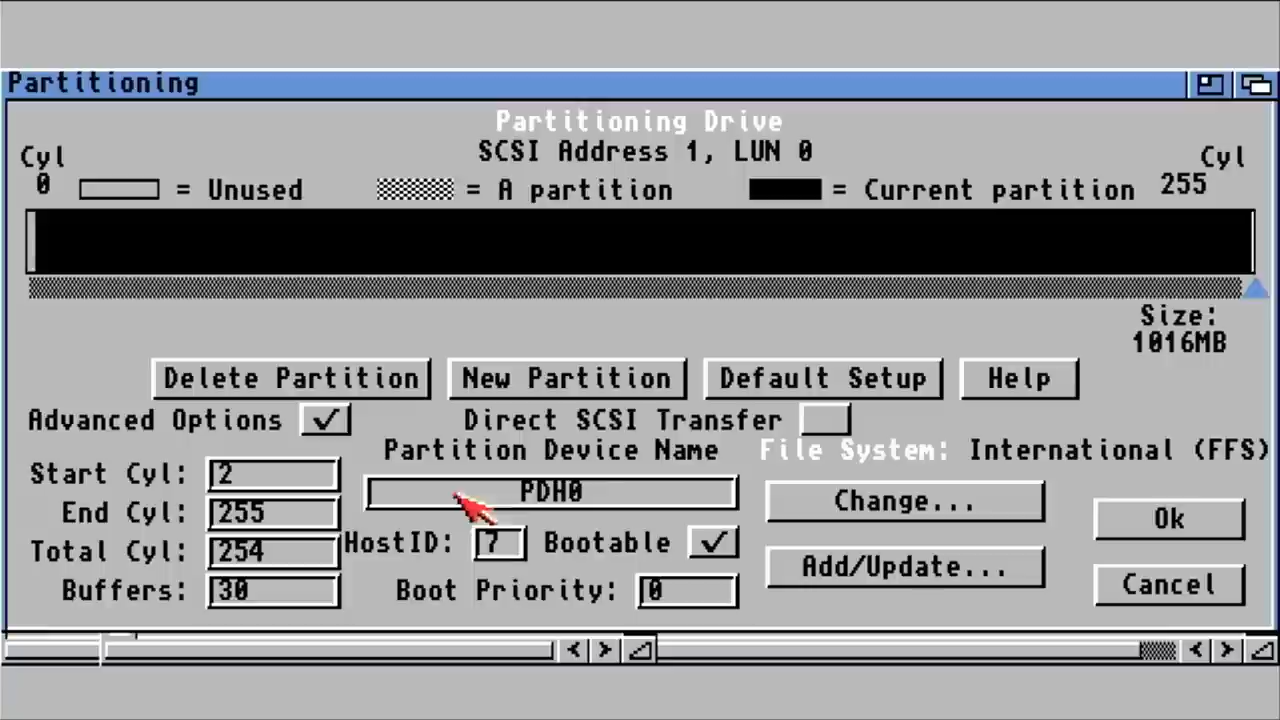 Partitioning
Partitioning Drive
SCSI Address 1, LUN 0
Cyl
0
= Unused
= A partition
= Current partition
Cyl
255
Size:
1016MB
Delete Partition
New Partition
Default Setup
Help
Advanced Options
Direct SCSI Transfer
Start Cyl: 2
End Cyl: 255
Total Cyl: 254
Buffers: 30
Partition Device Name
PDH0
HostID: 7
Bootable
Boot Priority: 0
File System: International (FFS)
Change...
Add/Update...
Ok
Cancel